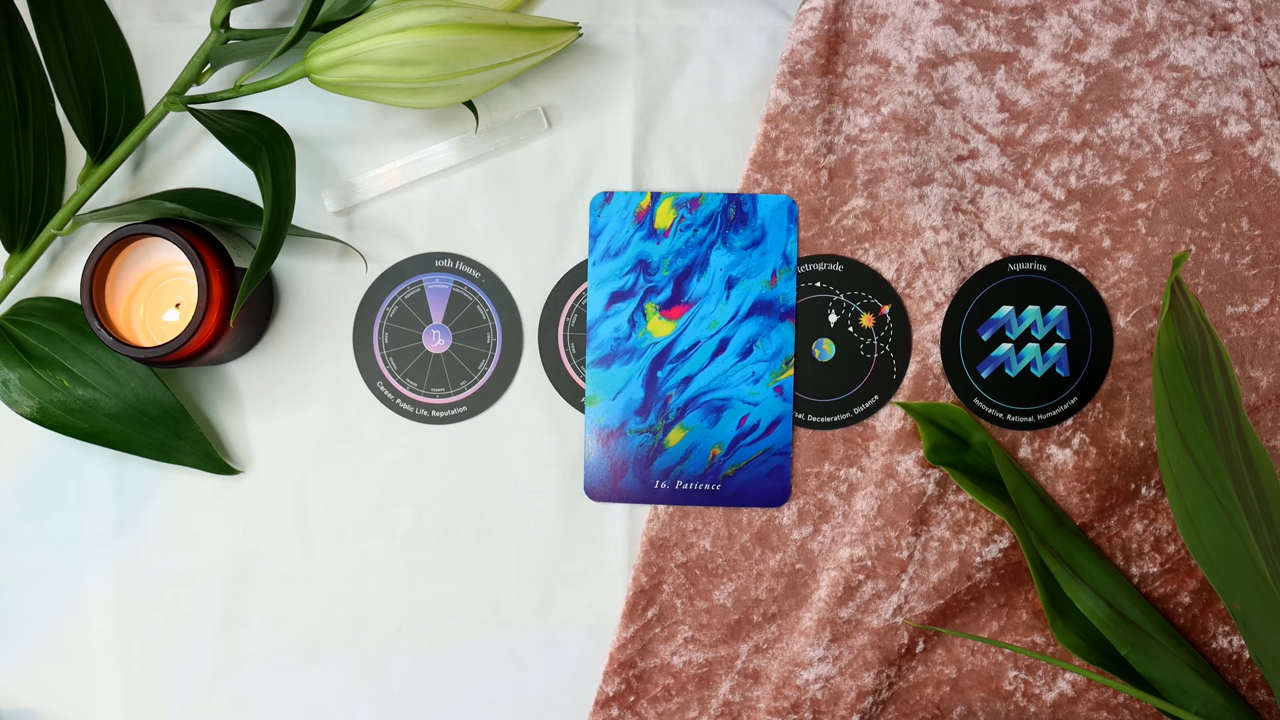 10th House
Career, Public Life, Reputation
16. Patience
Retrograde
Deceleration, Distance
Aquarius
Innovative, Rational, Humanitarian